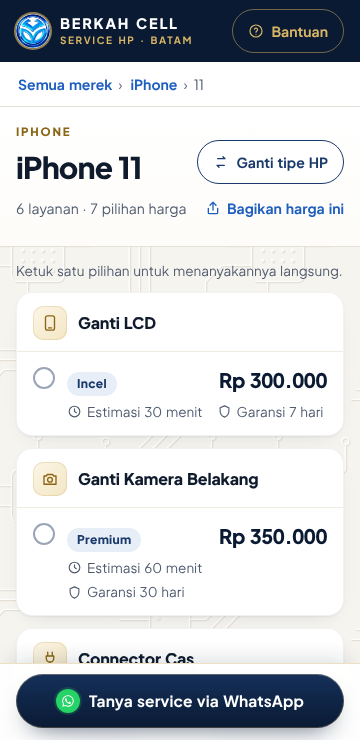 BERKAH CELL
SERVICE HP · BATAM
Bantuan
Semua merek › iPhone › 11
IPHONE
iPhone 11
Ganti tipe HP
6 layanan · 7 pilihan harga
Bagikan harga ini
Ketuk satu pilihan untuk menanyakannya langsung.
Ganti LCD
Incel
Rp 300.000
Estimasi 30 menit
Garansi 7 hari
Ganti Kamera Belakang
Premium
Rp 350.000
Estimasi 60 menit
Garansi 30 hari
Connector Cas
Tanya service via WhatsApp